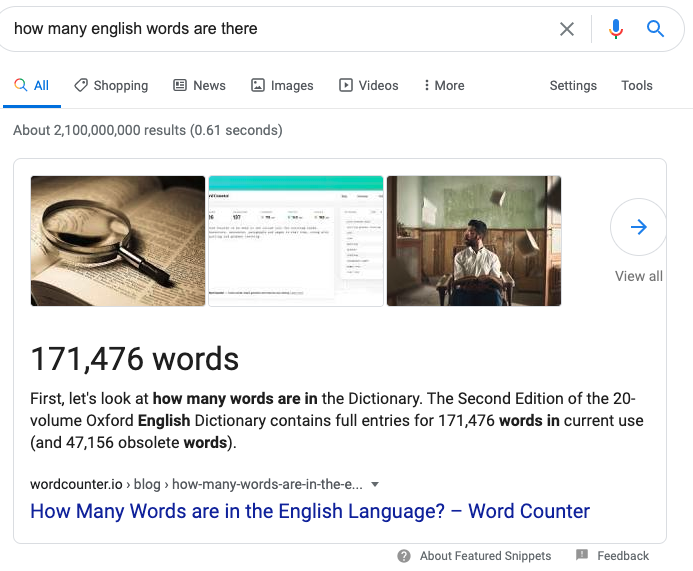 how many english words are there
All Shopping News Images Videos More Settings Tools
About 2,100,000,000 results (0.61 seconds)
View all
171,476 words
First, let's look at how many words are in the Dictionary. The Second Edition of the 20-
volume Oxford English Dictionary contains full entries for 171,476 words in current use
(and 47,156 obsolete words).
wordcounter.io › blog › how-many-words-are-in-the-e...
How Many Words are in the English Language? – Word Counter
About Featured Snippets Feedback